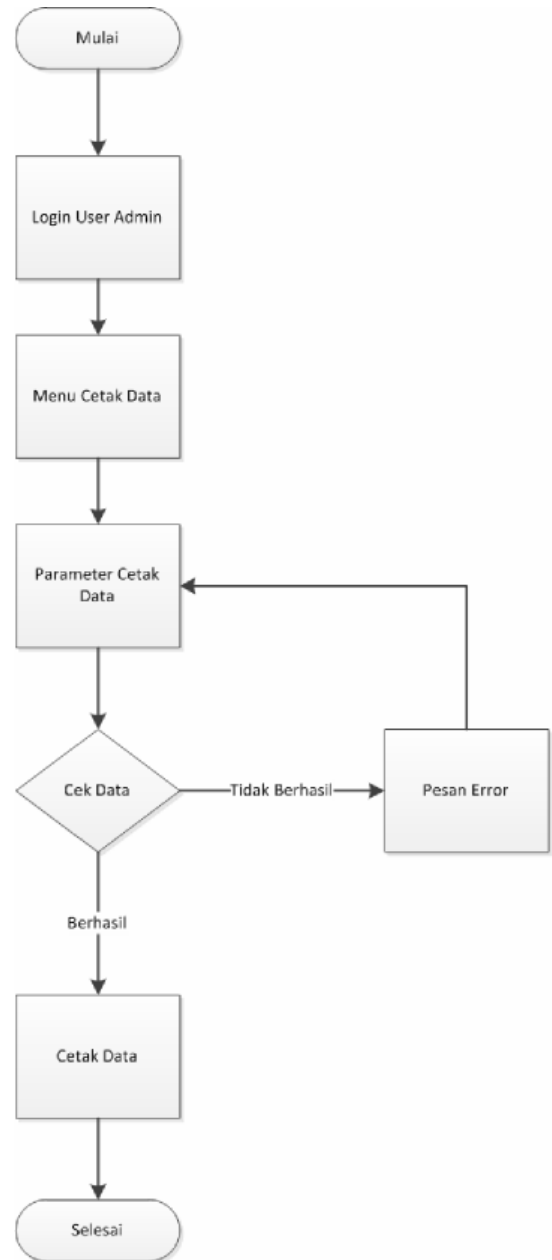 Mulai
Login User Admin
Menu Cetak Data
Parameter Cetak
Data
Cek Data
Tidak Berhasil
Pesan Error
Berhasil
Cetak Data
Selesai